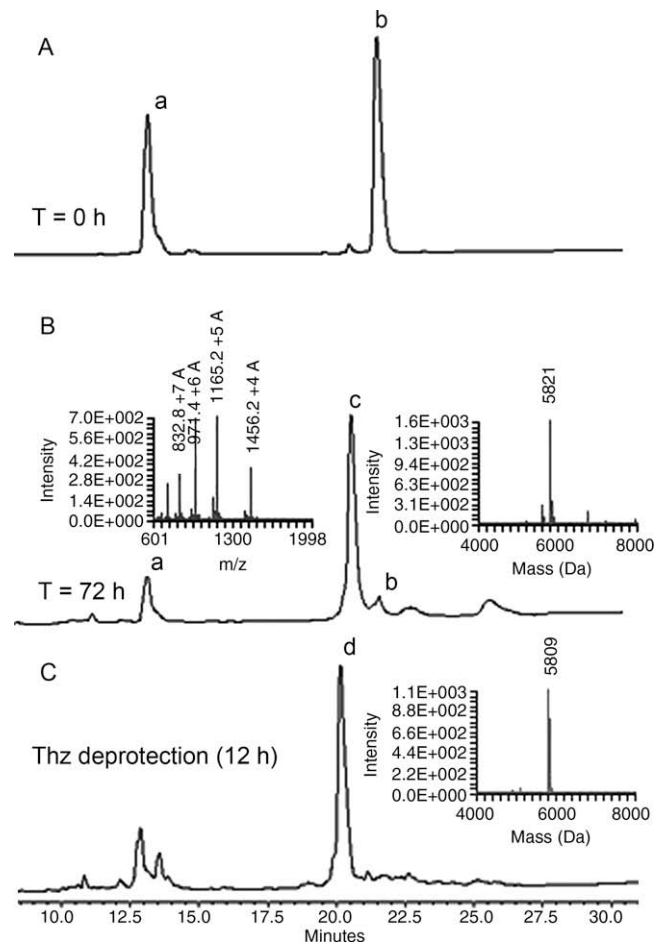 A
a
b
T = 0 h
B
832.8 +7 A
971.4 +6 A
1165.2 +5 A
1456.2 +4 A
7.0E+002
5.6E+002
4.2E+002
2.8E+002
1.4E+002
0.0E+000
Intensity
601 1300 1998
m/z
c
5821
1.6E+003
1.3E+003
9.4E+002
6.2E+002
3.1E+002
0.0E+000
Intensity
4000 6000 8000
Mass (Da)
a
b
T = 72 h
C
d
5809
Thz deprotection (12 h)
1.1E+003
8.8E+002
6.6E+002
4.4E+002
2.2E+002
0.0E+000
Intensity
4000 6000 8000
Mass (Da)
10.0 12.5 15.0 17.5 20.0 22.5 25.0 27.5 30.0
Minutes